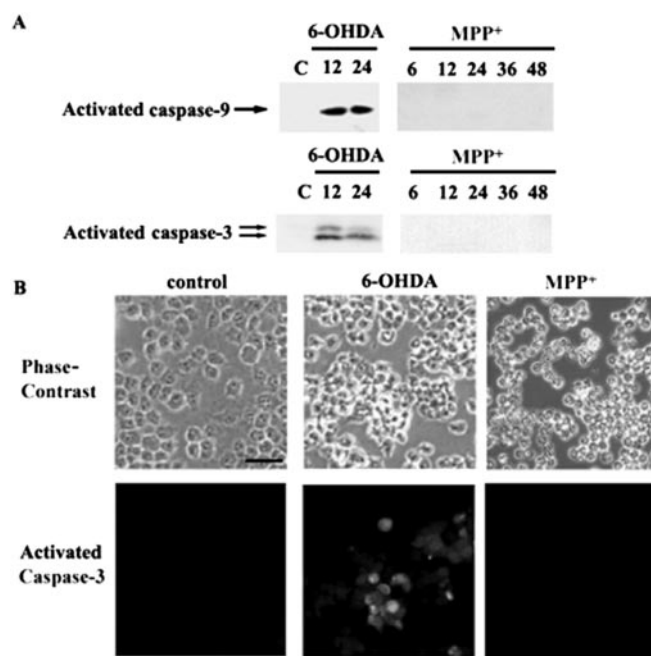 A
6-OHDA MPP⁺
C 12 24 6 12 24 36 48
Activated caspase-9
6-OHDA MPP⁺
C 12 24 6 12 24 36 48
Activated caspase-3
B
control 6-OHDA MPP⁺
Phase-
Contrast
Activated
Caspase-3